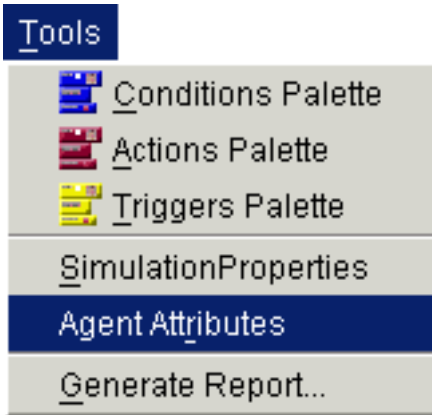 Tools
Conditions Palette
Actions Palette
Triggers Palette
SimulationProperties
Agent Attributes
Generate Report...